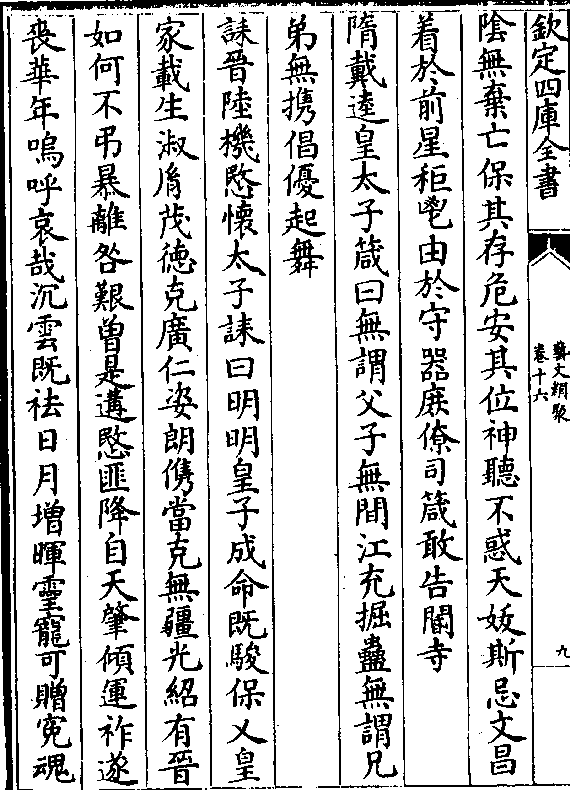 欽定四庫全書
藝文類聚
卷十六
九
陰無棄亡保其存危安其位神聽不惑天妖斯忌文昌
着於前星秬鬯由於守器庶僚司箴敢告閽寺
隋戴逵皇太子箴曰無謂父子無間江充掘蠱無謂兄
弟無携倡優起舞
誄晉陸機愍懷太子誄曰明明皇子成命既駿保乂皇
家載生淑胤茂德克廣仁姿朗儁當克無疆光紹有晉
如何不弔暴離咎艱曽是遘愍匪降自天肇傾運祚遂
喪華年嗚呼哀哉沉雲既袪日月增暉靈寵可贈寃魂